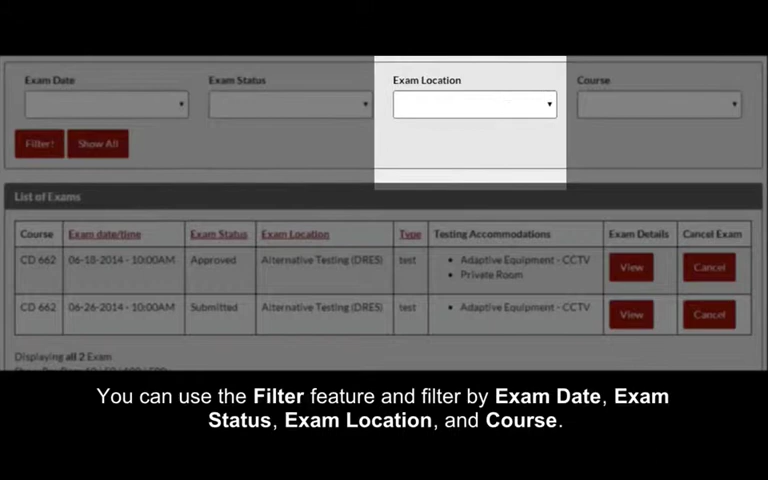 Exam Date Exam Status Exam Location Course
Filter! Show All
List of Exams
Course Exam date/time Exam Status Exam Location Type Testing Accommodations Exam Details Cancel Exam
CD 662 06-18-2014 - 10:00AM Approved Alternative Testing (DRES) test • Adaptive Equipment - CCTV View Cancel
• Private Room
CD 662 06-26-2014 - 10:00AM Submitted Alternative Testing (DRES) test • Adaptive Equipment - CCTV View Cancel
Displaying all 2 Exam
You can use the Filter feature and filter by Exam Date, Exam
Status, Exam Location, and Course.